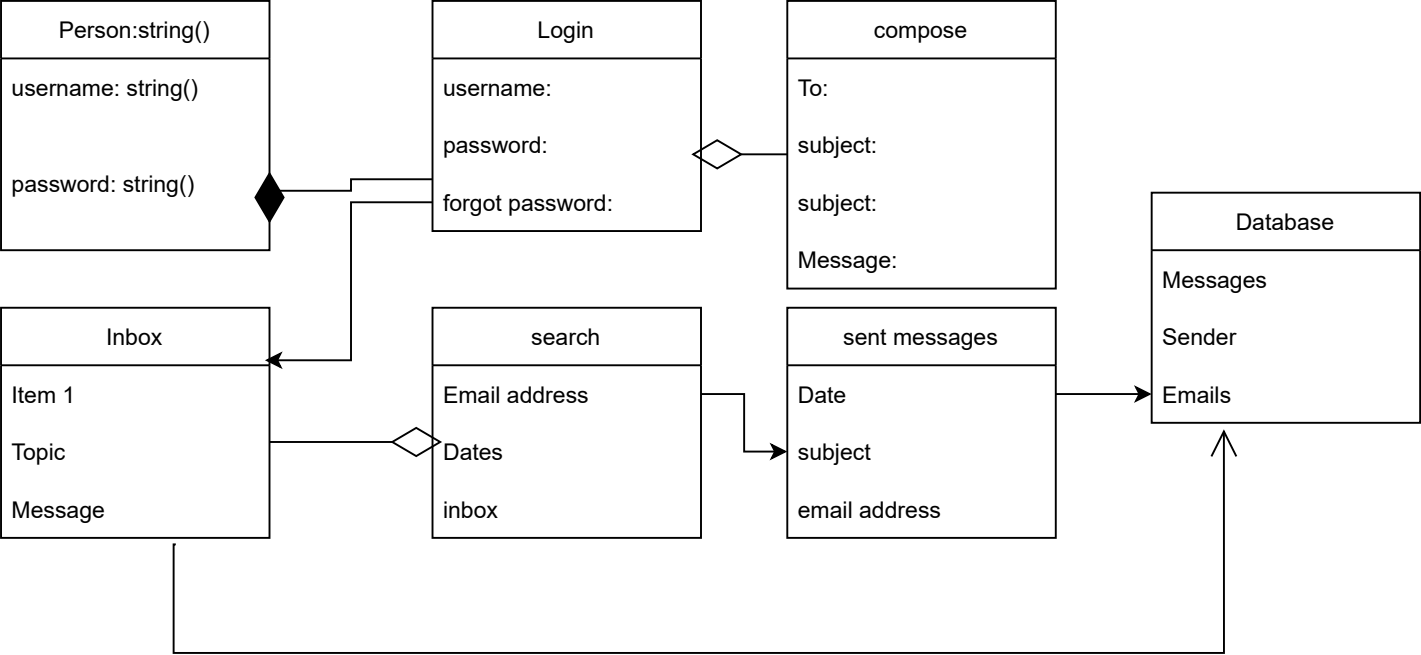 Person:string()
username: string()
password: string()
Login
username:
password:
forgot password:
compose
To:
subject:
subject:
Message:
Database
Messages
Sender
Emails
Inbox
Item 1
Topic
Message
search
Email address
Dates
inbox
sent messages
Date
subject
email address